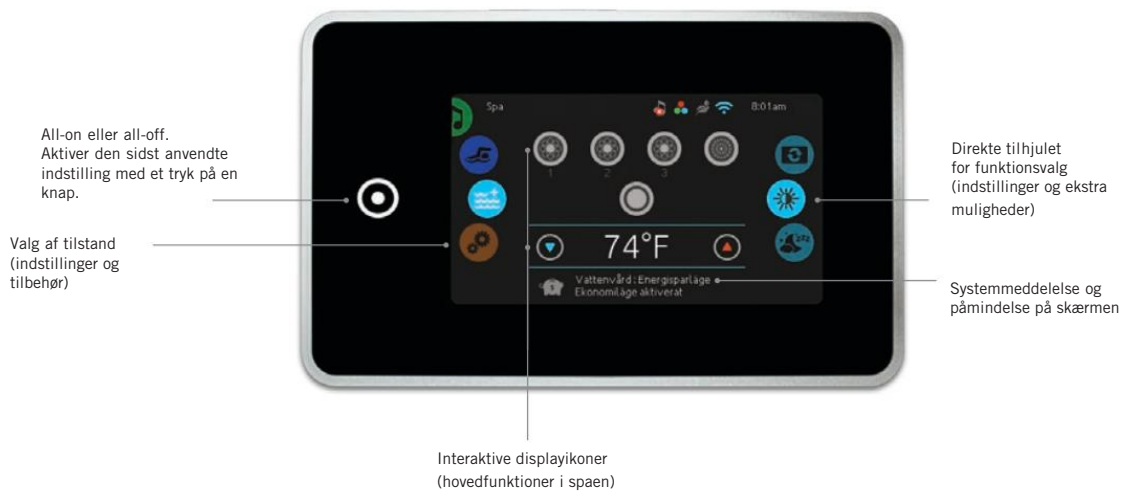 Spa
8:01am
1
2
3
74°F
Vattenvård: Energisparläge
Ekonomiläge aktiverat
All-on eller all-off.
Aktiver den sidst anvendte
indstilling med et tryk på en
knap.
Valg af tilstand
(indstillinger og
tilbehør)
Direkte tilhjulet
for funktionsvalg
(indstillinger og ekstra
muligheder)
Systemmeddelelse og
påmindelse på skærmen
Interaktive displayikoner
(hovedfunktioner i spaen)